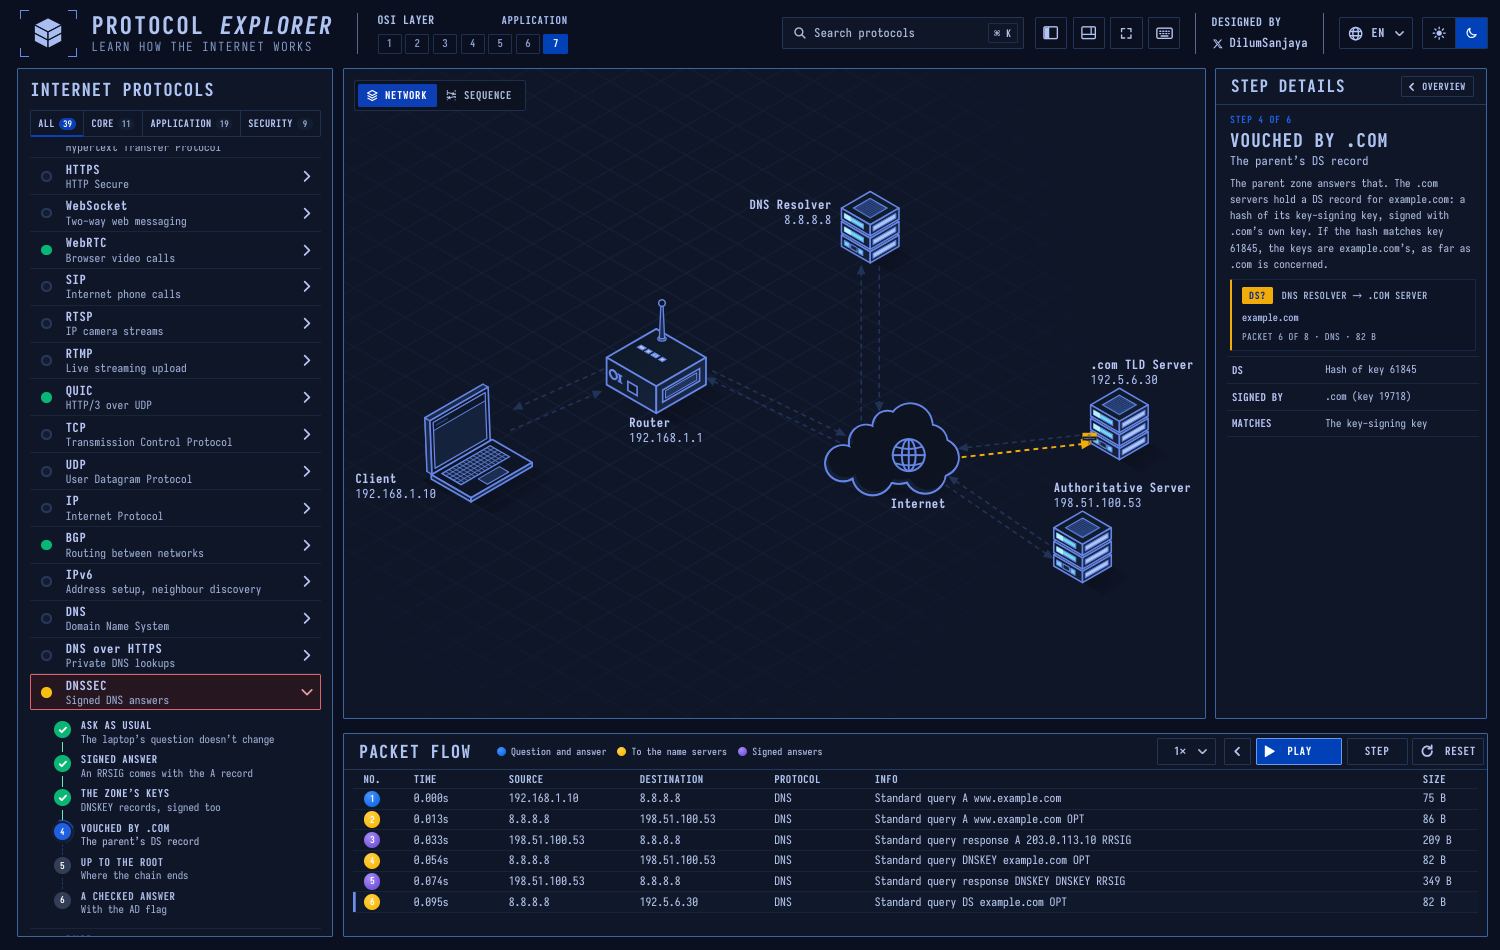 PROTOCOL EXPLORER
LEARN HOW THE INTERNET WORKS
OSI LAYER APPLICATION
1 2 3 4 5 6 7
Search protocols ⌘ K
DESIGNED BY
DilumSanjaya
EN
INTERNET PROTOCOLS
ALL 39 CORE 11 APPLICATION 19 SECURITY 9
Hypertext Transfer Protocol
HTTPS
HTTP Secure
WebSocket
Two-way web messaging
WebRTC
Browser video calls
SIP
Internet phone calls
RTSP
IP camera streams
RTMP
Live streaming upload
QUIC
HTTP/3 over UDP
TCP
Transmission Control Protocol
UDP
User Datagram Protocol
IP
Internet Protocol
BGP
Routing between networks
IPv6
Address setup, neighbour discovery
DNS
Domain Name System
DNS over HTTPS
Private DNS lookups
DNSSEC
Signed DNS answers
ASK AS USUAL
The laptop's question doesn't change
SIGNED ANSWER
An RRSIG comes with the A record
THE ZONE'S KEYS
DNSKEY records, signed too
4 VOUCHED BY .COM
The parent's DS record
5 UP TO THE ROOT
Where the chain ends
6 A CHECKED ANSWER
With the AD flag
NETWORK SEQUENCE
DNS Resolver
8.8.8.8
Router
192.168.1.1
Client
192.168.1.10
Internet
.com TLD Server
192.5.6.30
Authoritative Server
198.51.100.53
STEP DETAILS OVERVIEW
STEP 4 OF 6
VOUCHED BY .COM
The parent's DS record
The parent zone answers that. The .com
servers hold a DS record for example.com: a
hash of its key-signing key, signed with
.com's own key. If the hash matches key
61845, the keys are example.com's, as far as
.com is concerned.
DS? DNS RESOLVER → .COM SERVER
example.com
PACKET 6 OF 8 · DNS · 82 B
DS Hash of key 61845
SIGNED BY .com (key 19718)
MATCHES The key-signing key
PACKET FLOW Question and answer To the name servers Signed answers 1× PLAY STEP RESET
NO. TIME SOURCE DESTINATION PROTOCOL INFO SIZE
1 0.000s 192.168.1.10 8.8.8.8 DNS Standard query A www.example.com 75 B
2 0.013s 8.8.8.8 198.51.100.53 DNS Standard query A www.example.com OPT 86 B
3 0.033s 198.51.100.53 8.8.8.8 DNS Standard query response A 203.0.113.10 RRSIG 209 B
4 0.054s 8.8.8.8 198.51.100.53 DNS Standard query DNSKEY example.com OPT 82 B
5 0.074s 198.51.100.53 8.8.8.8 DNS Standard query response DNSKEY DNSKEY RRSIG 349 B
6 0.095s 8.8.8.8 192.5.6.30 DNS Standard query DS example.com OPT 82 B